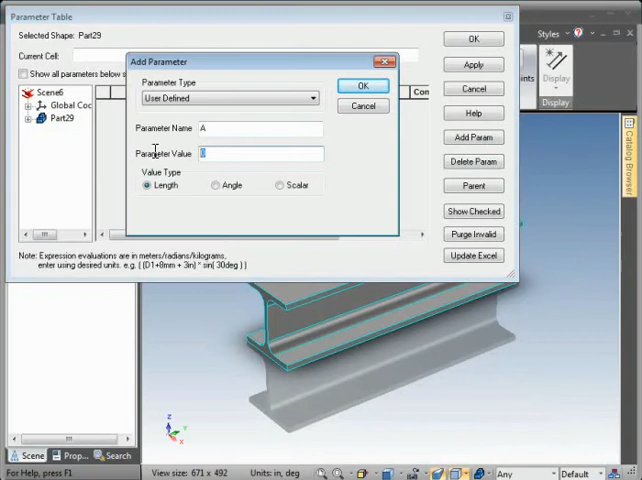 Parameter Table
Selected Shape: Part29
Current Cell:
Show all parameters below s
Scene6
Global Coo
Part29
Con
Add Parameter
Parameter Type
User Defined
Parameter Name A
Parameter Value 0
Value Type
Length Angle Scalar
OK
Cancel
OK
Apply
Cancel
Help
Add Param
Delete Param
Parent
Show Checked
Purge Invalid
Update Excel
Note: Expression evaluations are in meters/radians/kilograms,
enter using desired units. e.g. ( (D1+8mm + 3in) * sin( 30deg ) )
Styles
Display
Display
Catalog Browser
Scene Prop... Search
For Help, press F1 View size: 671 x 492 Units: in, deg Any Default